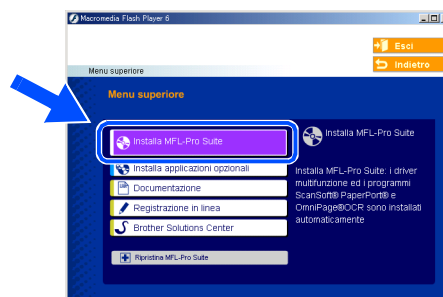 Macromedia Flash Player 6
Esci
Indietro
Menu superiore
Menu superiore
Installa MFL-Pro Suite
Installa applicazioni opzionali
Documentazione
Registrazione in linea
Brother Solutions Center
Ripristina MFL-Pro Suite
Installa MFL-Pro Suite
Installa MFL-Pro Suite: i driver
multifunzione ed i programmi
ScanSoft® PaperPort® e
OmniPage®OCR sono installati
automaticamente